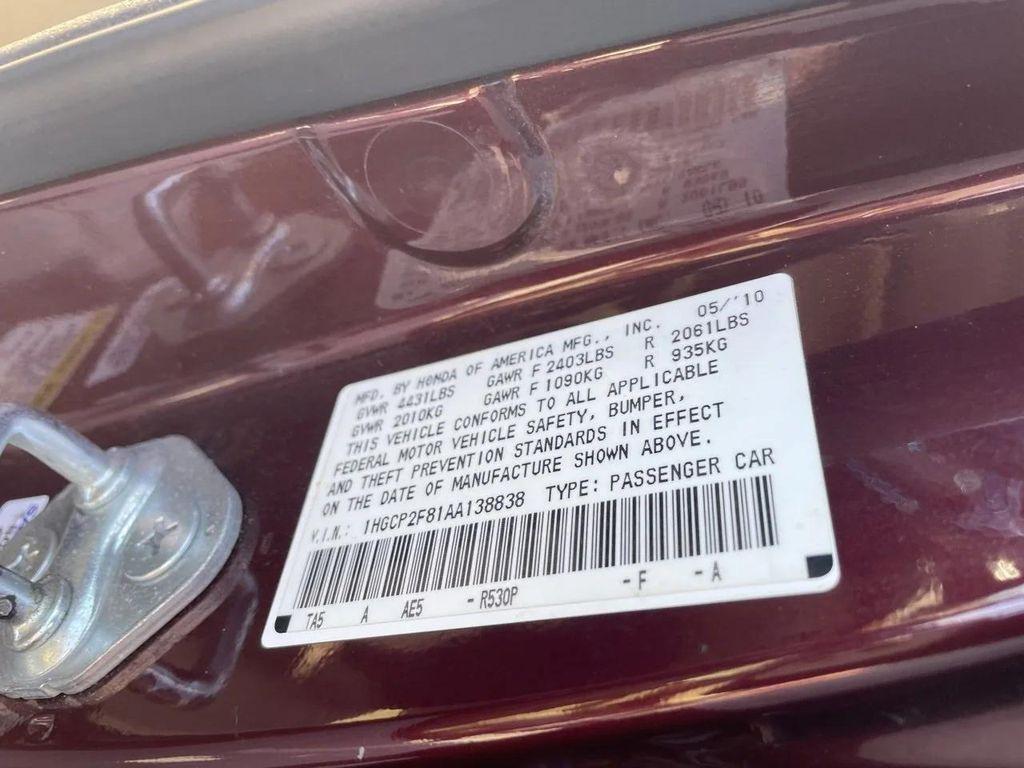 MFD. BY HONDA OF AMERICA MFG., INC. 05/'10
GVWR 4431LBS GAWR F 2403LBS R 2061LBS
GVWR 2010KG GAWR F 1090KG R 935KG
THIS VEHICLE CONFORMS TO ALL APPLICABLE
FEDERAL MOTOR VEHICLE SAFETY, BUMPER,
AND THEFT PREVENTION STANDARDS IN EFFECT
ON THE DATE OF MANUFACTURE SHOWN ABOVE.
V.I.N.: 1HGCP2F81AA138838 TYPE: PASSENGER CAR
TA5 A AE5 - R530P - F - A